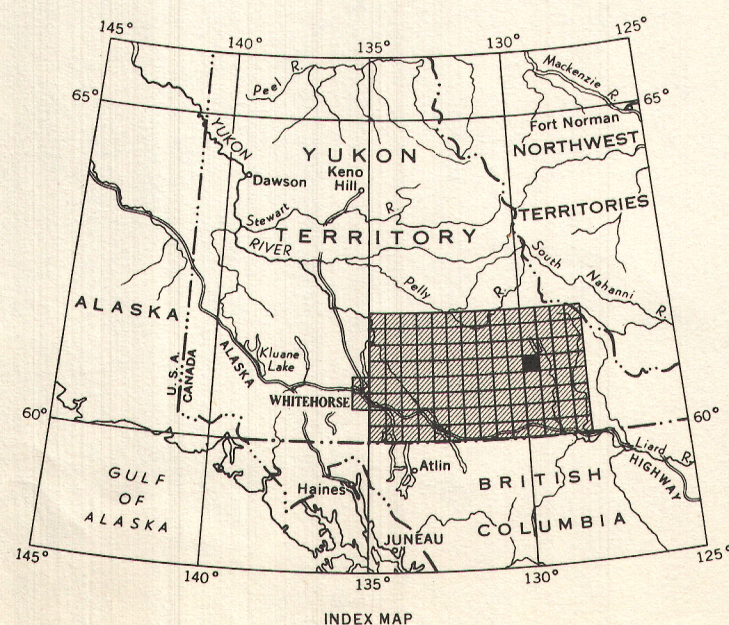 145° 140° 135° 130° 125°
Peel R.
Mackenzie R.
65° 65°
Fort Norman
YUKON
YUKON
NORTHWEST
Keno
Hill
Dawson
Stewart R.
TERRITORIES
TERRITORY
RIVER
South Nahanni R.
Pelly R.
ALASKA
ALASKA
Kluane
Lake
U. S. A.
CANADA
WHITEHORSE
60° 60°
Liard R.
HIGHWAY
Atlin
BRITISH
GULF
OF
ALASKA
Haines
COLUMBIA
JUNEAU
145° 140° 135° 130° 125°
INDEX MAP